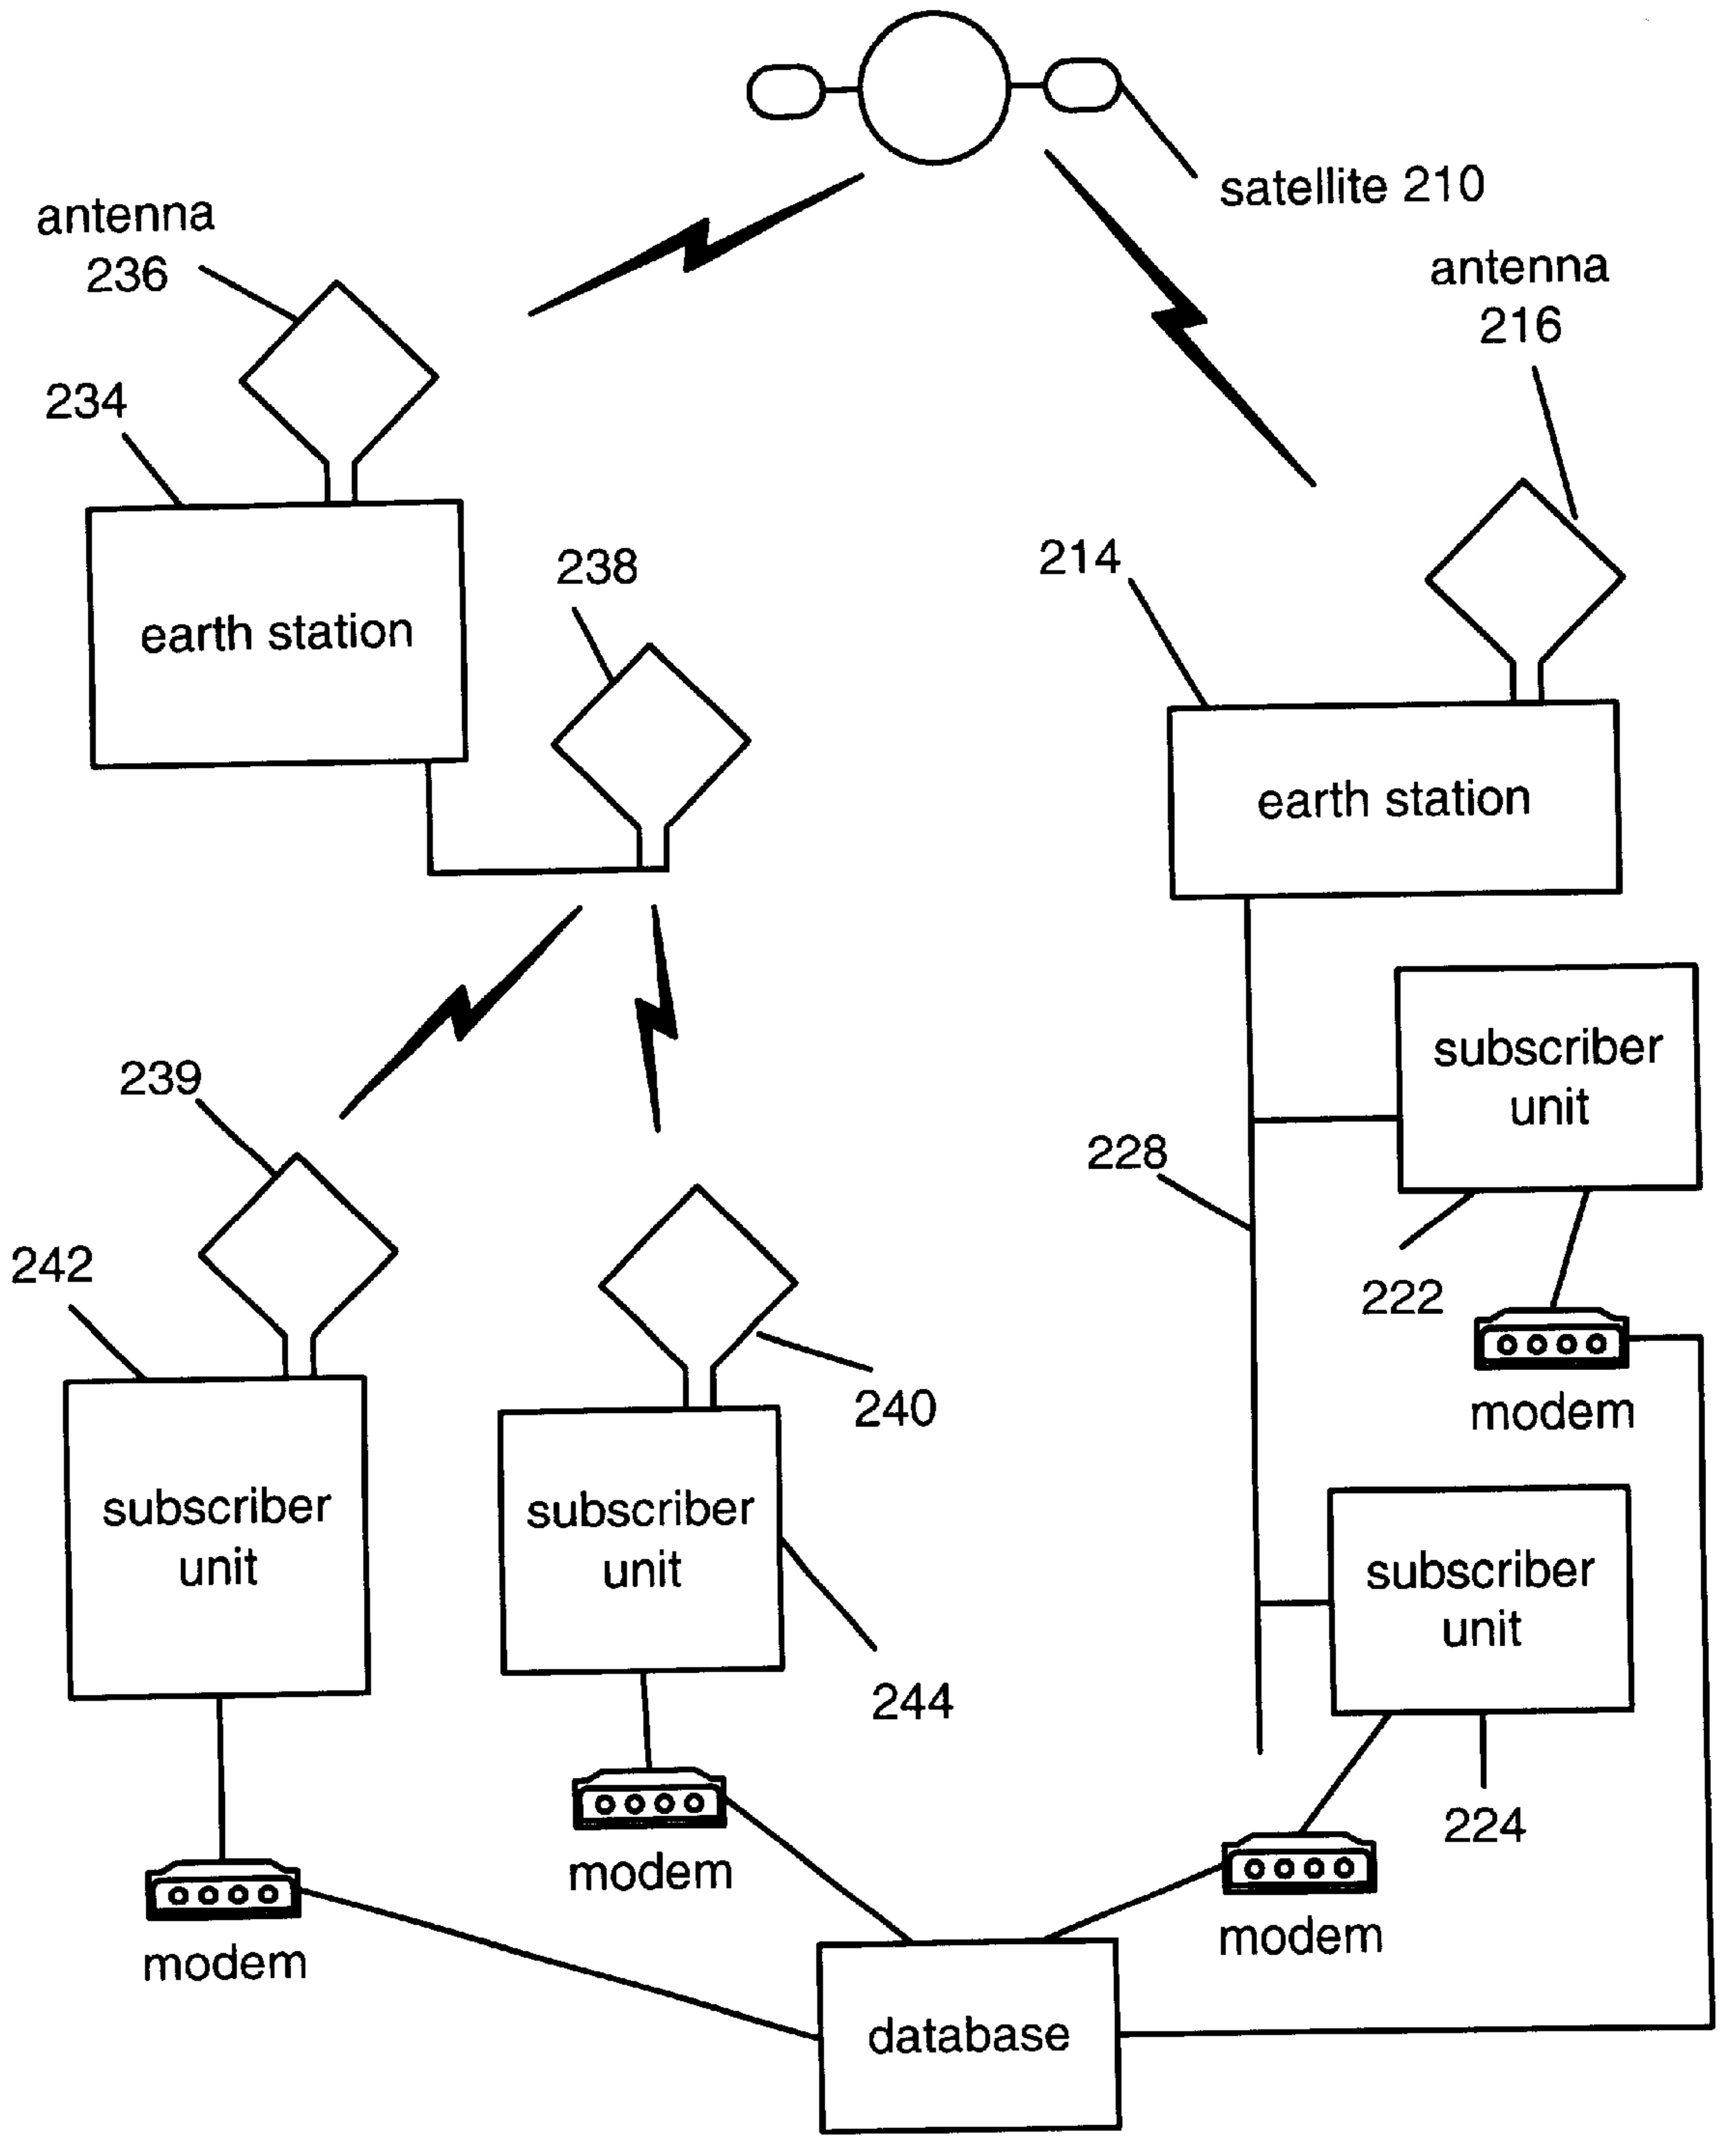 satellite 210
antenna
236
antenna
216
234
238
214
earth station
earth station
239
228
subscriber
unit
242
222
240
modem
subscriber
unit
subscriber
unit
subscriber
unit
244
224
modem
modem
modem
database